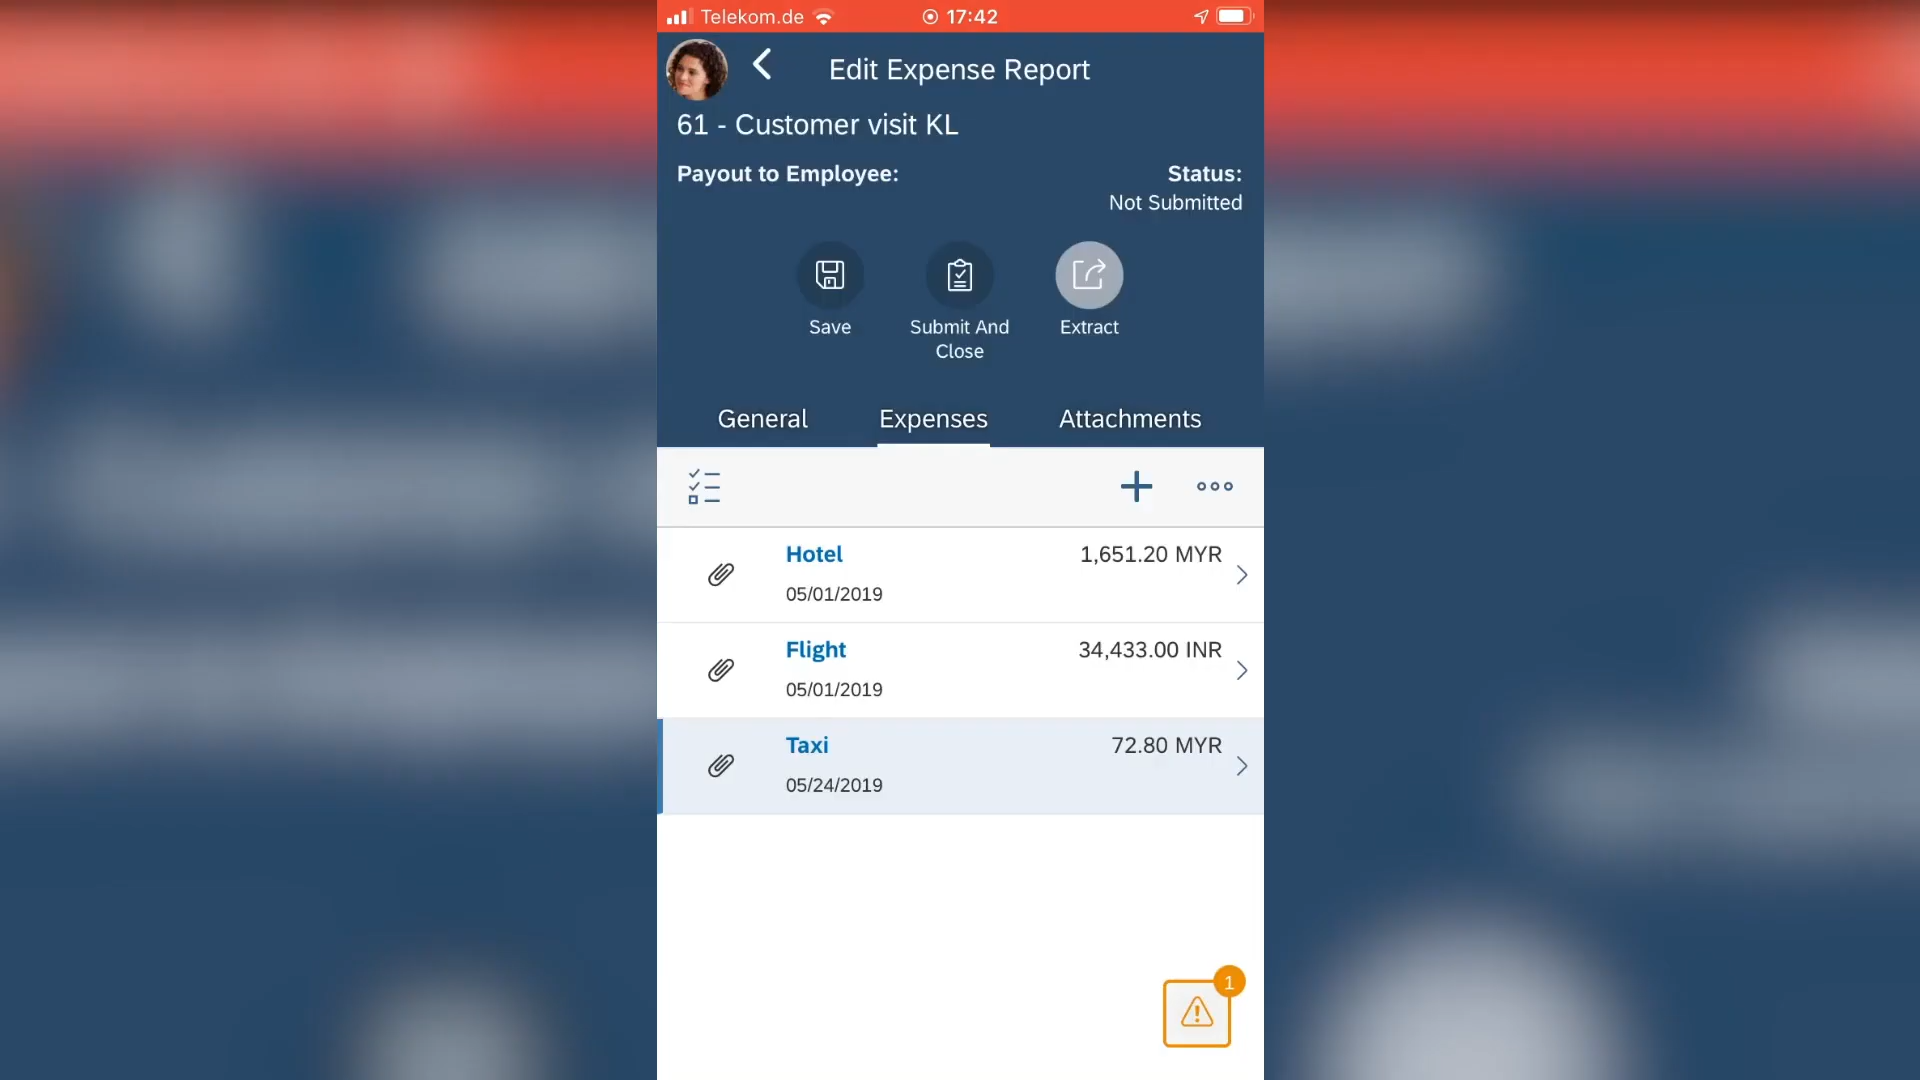 Telekom.de
17:42
Edit Expense Report
61 - Customer visit KL
Payout to Employee:
Status:
Not Submitted
Save
Submit And
Close
Extract
General
Expenses
Attachments
Hotel
1,651.20 MYR
05/01/2019
Flight
34,433.00 INR
05/01/2019
Taxi
72.80 MYR
05/24/2019
1